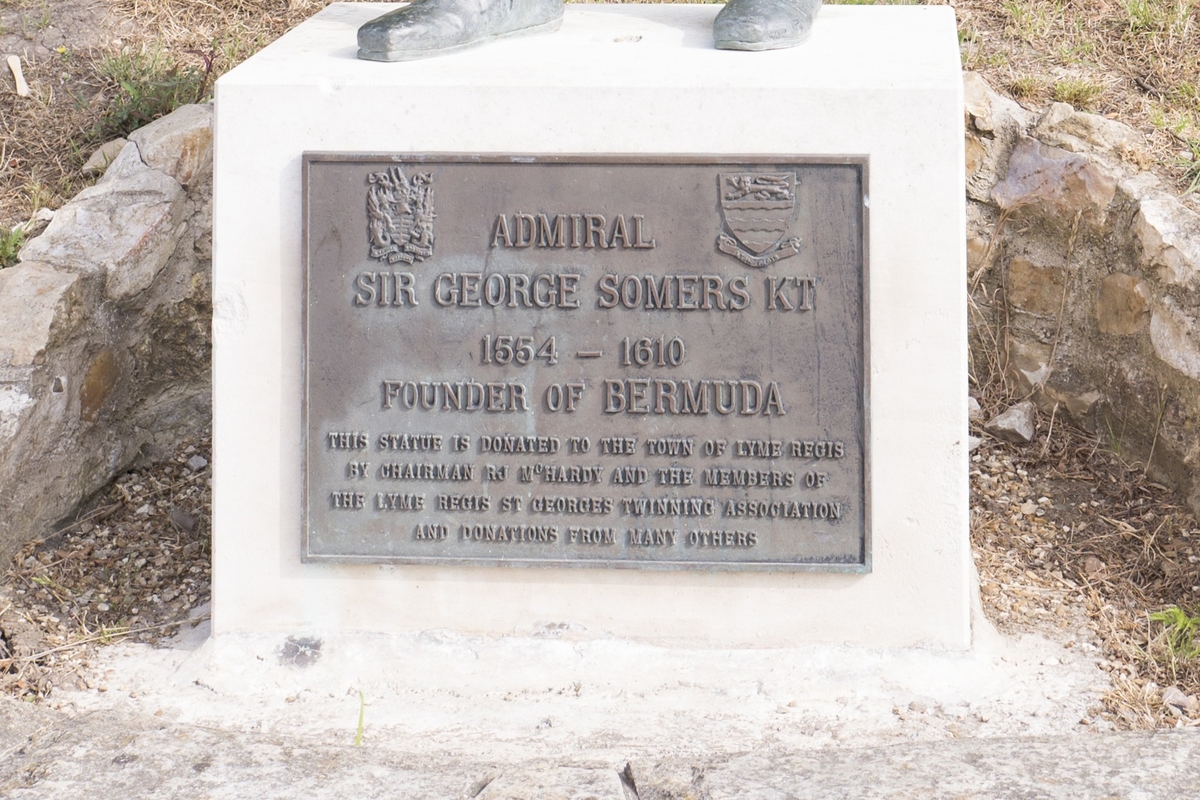 ADMIRAL
SIR GEORGE SOMERS KT
1554 – 1610
FOUNDER OF BERMUDA
THIS STATUE IS DONATED TO THE TOWN OF LYME REGIS
BY CHAIRMAN RJ McHARDY AND THE MEMBERS OF
THE LYME REGIS ST GEORGES TWINNING ASSOCIATION
AND DONATIONS FROM MANY OTHERS